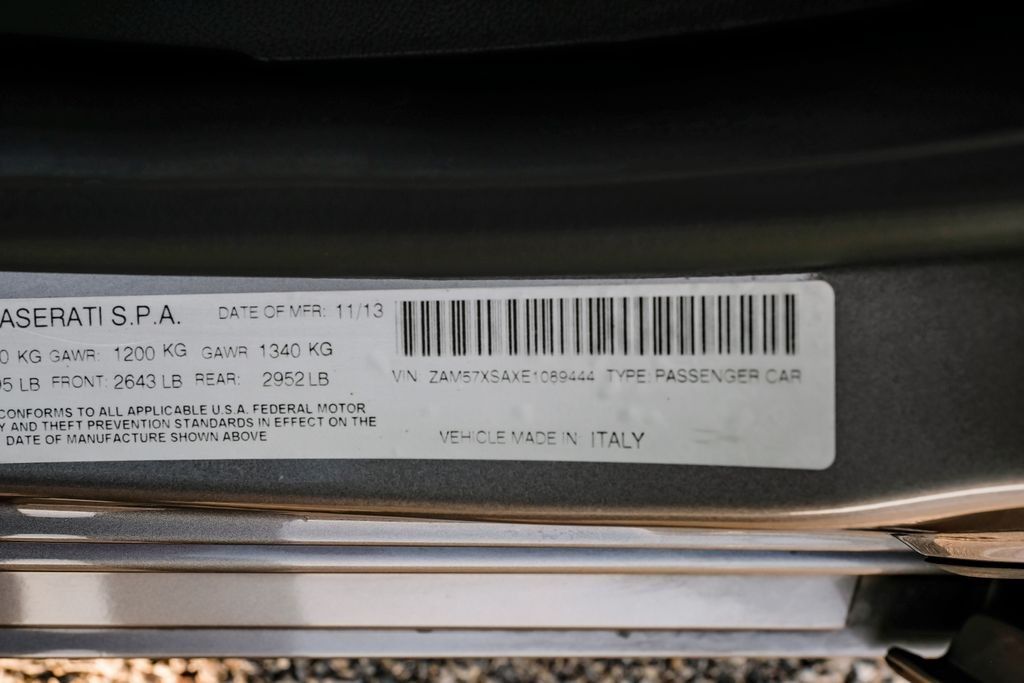 ASERATI S.P.A. DATE OF MFR: 11/13
0 KG GAWR: 1200 KG GAWR 1340 KG
95 LB FRONT: 2643 LB REAR: 2952 LB
VIN: ZAM57XSAXE1089444 TYPE: PASSENGER CAR
CONFORMS TO ALL APPLICABLE U.S.A. FEDERAL MOTOR
Y AND THEFT PREVENTION STANDARDS IN EFFECT ON THE
DATE OF MANUFACTURE SHOWN ABOVE
VEHICLE MADE IN: ITALY